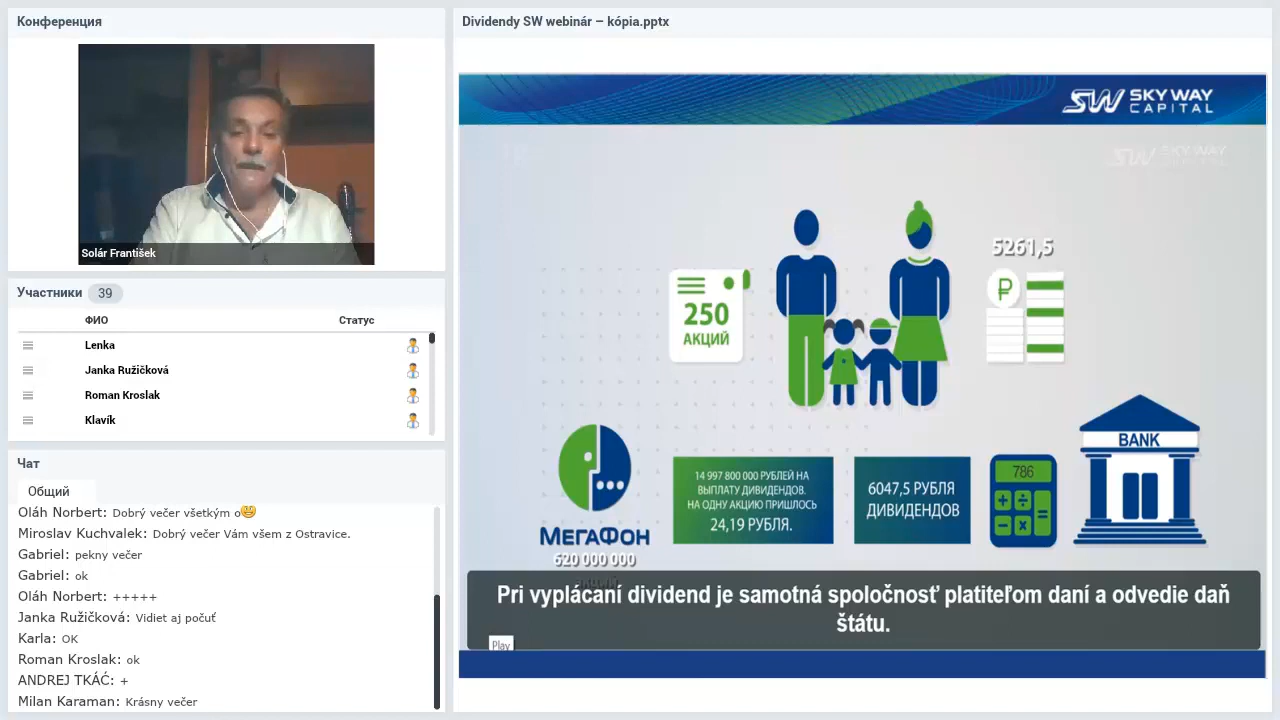 Конференция
Solár František
Участники 39
ФИО Статус
Lenka
Janka Ružičková
Roman Kroslak
Klavík
Чат
Общий
Oláh Norbert: Dobrý večer všetkým o
Miroslav Kuchvalek: Dobrý večer Vám všem z Ostravice.
Gabriel: pekny večer
Gabriel: ok
Oláh Norbert: +++++
Janka Ružičková: Vidiet aj počuť
Karla: OK
Roman Kroslak: ok
ANDREJ TKÁČ: +
Milan Karaman: Krásny večer
Dividendy SW webinár – kópia.pptx
SW SKY WAY
CAPITAL
SW SKY WAY
CAPITAL
250
АКЦИЙ
5261,5
₽
МЕГАФОН
620 000 000
14 997 800 000 РУБЛЕЙ НА
ВЫПЛАТУ ДИВИДЕНДОВ.
НА ОДНУ АКЦИЮ ПРИШЛОСЬ
24,19 РУБЛЯ.
6047,5 РУБЛЯ
ДИВИДЕНДОВ
786
BANK
Pri vyplácaní dividend je samotná spoločnosť platiteľom daní a odvedie daň
štátu.
Play